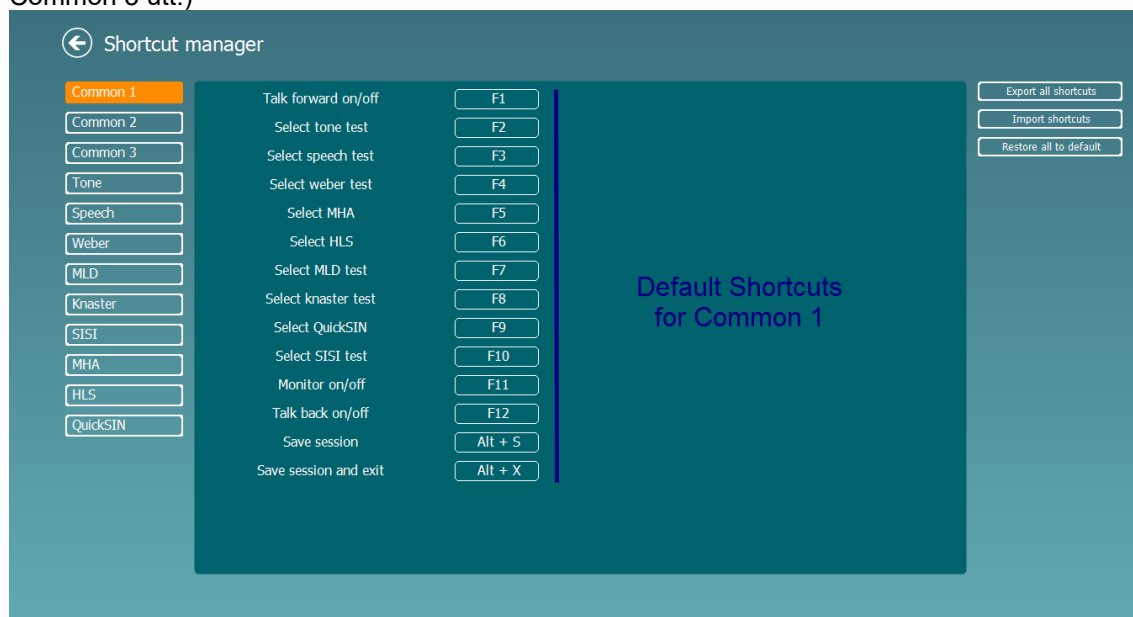 Shortcut manager
Common 1
Common 2
Common 3
Tone
Speech
Weber
MLD
Knaster
SISI
MHA
HLS
QuickSIN
Talk forward on/off F1
Select tone test F2
Select speech test F3
Select weber test F4
Select MHA F5
Select HLS F6
Select MLD test F7
Select knaster test F8
Select QuickSIN F9
Select SISI test F10
Monitor on/off F11
Talk back on/off F12
Save session Alt + S
Save session and exit Alt + X
Default Shortcuts
for Common 1
Export all shortcuts
Import shortcuts
Restore all to default